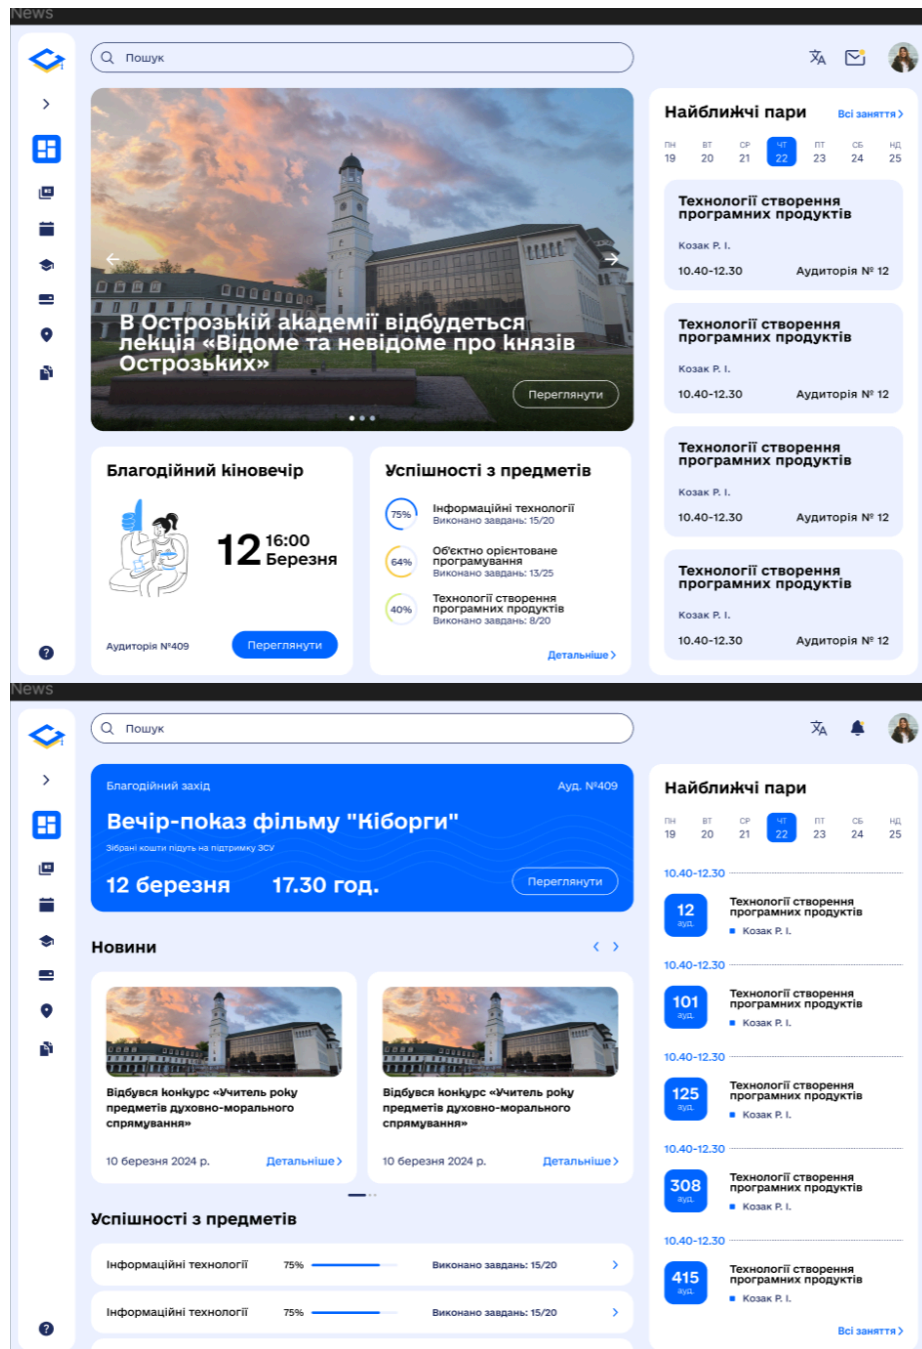 News
Пошук
В Острозькій академії відбудеться
лекція «Відоме та невідоме про князів
Острозьких»
Переглянути
Благодійний кіновечір
12
16:00
Березня
Аудиторія №409
Переглянути
Успішності з предметів
75%
Інформаційні технології
Виконано завдань: 15/20
64%
Об'єктно орієнтоване
програмування
Виконано завдань: 13/25
40%
Технології створення
програмних продуктів
Виконано завдань: 8/20
Детальніше
Найближчі пари
Всі заняття
ПН ВТ СР ЧТ ПТ СБ НД
19 20 21 22 23 24 25
Технології створення
програмних продуктів
Козак Р. І.
10.40-12.30 Аудиторія № 12
Технології створення
програмних продуктів
Козак Р. І.
10.40-12.30 Аудиторія № 12
Технології створення
програмних продуктів
Козак Р. І.
10.40-12.30 Аудиторія № 12
Технології створення
програмних продуктів
Козак Р. І.
10.40-12.30 Аудиторія № 12
News
Пошук
Благодійний захід Ауд. №409
Вечір-показ фільму "Кіборги"
Зібрані кошти підуть на підтримку ЗСУ
12 березня 17.30 год.
Переглянути
Новини
Відбувся конкурс «Учитель року
предметів духовно-морального
спрямування»
10 березня 2024 р. Детальніше
Відбувся конкурс «Учитель року
предметів духовно-морального
спрямування»
10 березня 2024 р. Детальніше
Успішності з предметів
Інформаційні технології 75% Виконано завдань: 15/20
Інформаційні технології 75% Виконано завдань: 15/20
Найближчі пари
ПН ВТ СР ЧТ ПТ СБ НД
19 20 21 22 23 24 25
10.40-12.30
12
ауд.
Технології створення
програмних продуктів
Козак Р. І.
10.40-12.30
101
ауд.
Технології створення
програмних продуктів
Козак Р. І.
10.40-12.30
125
ауд.
Технології створення
програмних продуктів
Козак Р. І.
10.40-12.30
308
ауд.
Технології створення
програмних продуктів
Козак Р. І.
10.40-12.30
415
ауд.
Технології створення
програмних продуктів
Козак Р. І.
Всі заняття